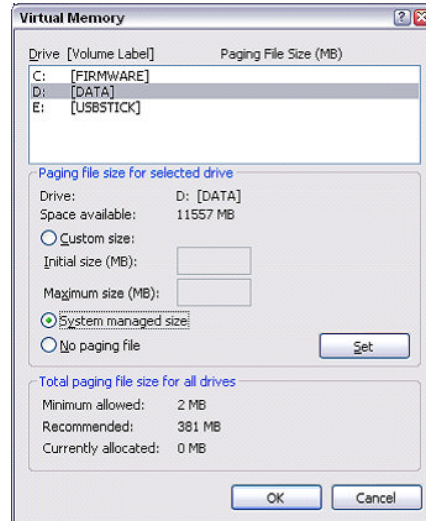 Virtual Memory
Drive [Volume Label] Paging File Size (MB)
C: [FIRMWARE]
D: [DATA]
E: [USBSTICK]
Paging file size for selected drive
Drive: D: [DATA]
Space available: 11557 MB
Custom size:
Initial size (MB):
Maximum size (MB):
System managed size
No paging file
Set
Total paging file size for all drives
Minimum allowed: 2 MB
Recommended: 381 MB
Currently allocated: 0 MB
OK Cancel